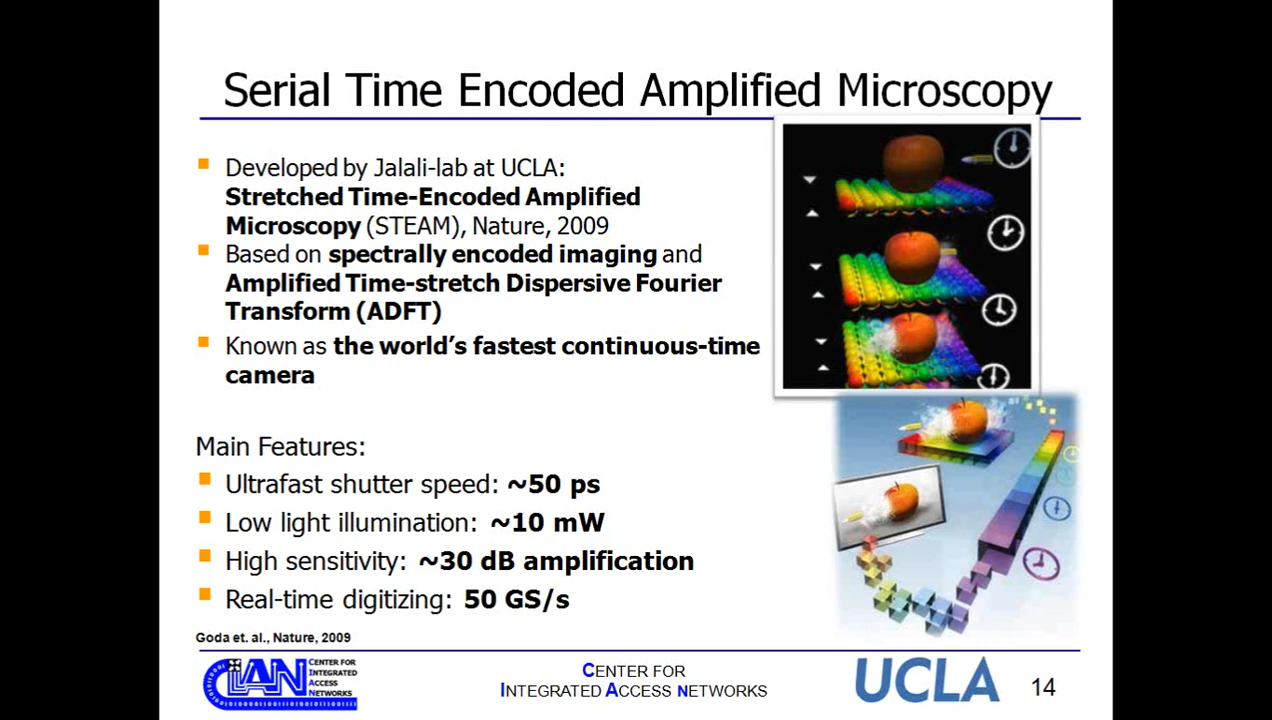 Serial Time Encoded Amplified Microscopy
Developed by Jalali-lab at UCLA:
Stretched Time-Encoded Amplified
Microscopy (STEAM), Nature, 2009
Based on spectrally encoded imaging and
Amplified Time-stretch Dispersive Fourier
Transform (ADFT)
Known as the world's fastest continuous-time
camera
Main Features:
Ultrafast shutter speed: ~50 ps
Low light illumination: ~10 mW
High sensitivity: ~30 dB amplification
Real-time digitizing: 50 GS/s
Goda et. al., Nature, 2009
CIAN
CENTER FOR
INTEGRATED
ACCESS
NETWORKS
CENTER FOR
INTEGRATED ACCESS NETWORKS
UCLA
14